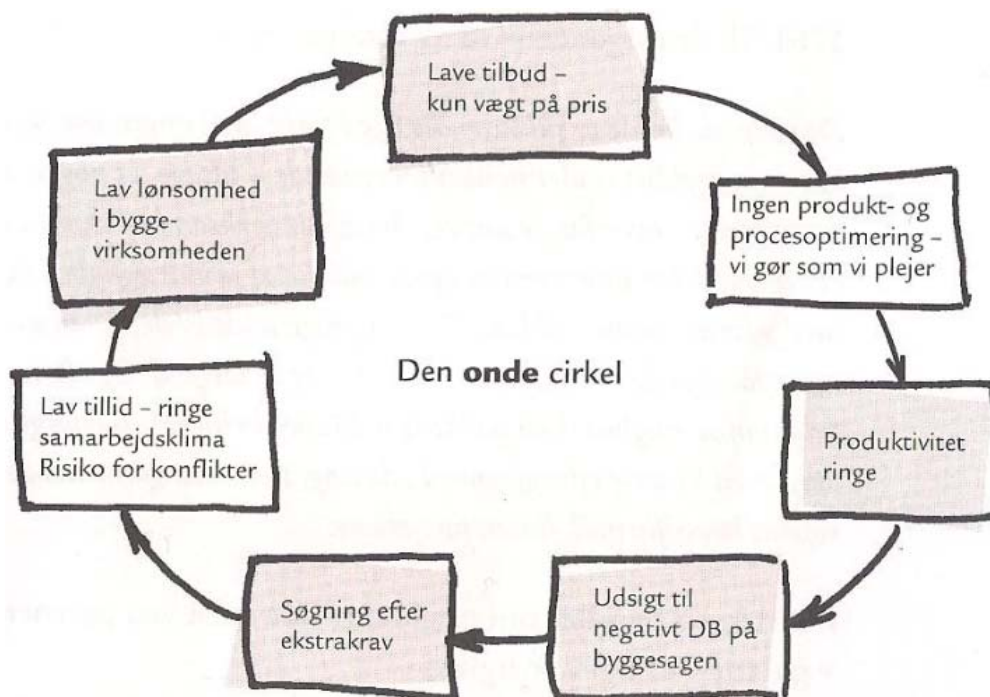 Lave tilbud –
kun vægt på pris
Ingen produkt- og
procesoptimering –
vi gør som vi plejer
Produktivitet
ringe
Udsigt til
negativt DB på
byggesagen
Søgning efter
ekstrakrav
Lav tillid – ringe
samarbejdsklima
Risiko for konflikter
Lav lønsomhed
i bygge-
virksomheden
Den onde cirkel